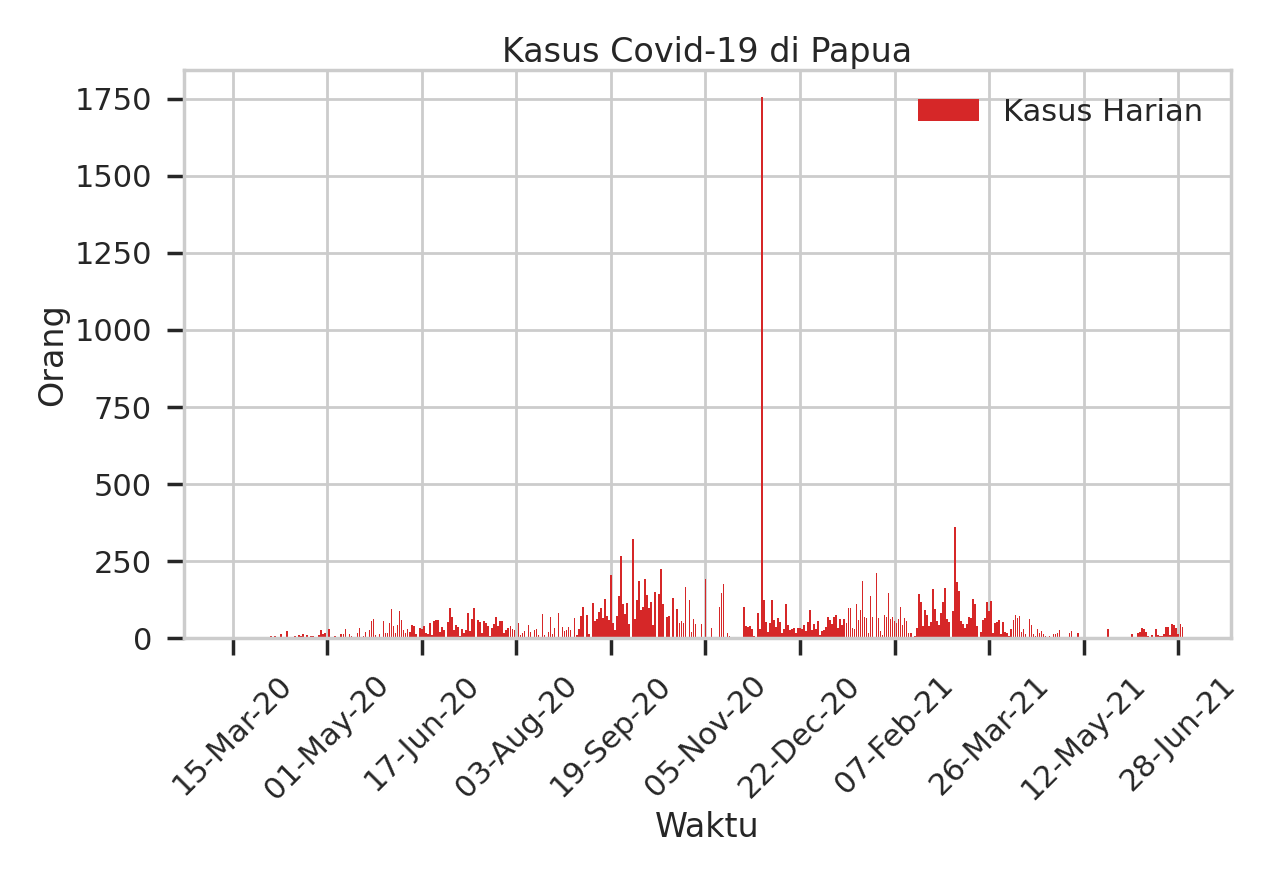 Kasus Covid-19 di Papua
Kasus Harian
1750
1500
1250
1000
750
500
250
0
Orang
15-Mar-20
01-May-20
17-Jun-20
03-Aug-20
19-Sep-20
05-Nov-20
22-Dec-20
07-Feb-21
26-Mar-21
12-May-21
28-Jun-21
Waktu